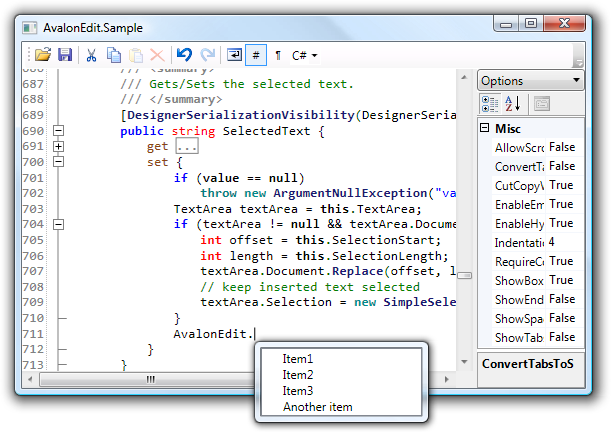 AvalonEdit.Sample
# ¶ C#
686 /// <summary>
687 /// Gets/Sets the selected text.
688 /// </summary>
689 [DesignerSerializationVisibility(DesignerSeria
690 public string SelectedText {
691 get ...
700 set {
701 if (value == null)
702 throw new ArgumentNullException("va
703 TextArea textArea = this.TextArea;
704 if (textArea != null && textArea.Docume
705 int offset = this.SelectionStart;
706 int length = this.SelectionLength;
707 textArea.Document.Replace(offset, l
708 // keep inserted text selected
709 textArea.Selection = new SimpleSele
710 }
711 AvalonEdit.
712 }
713 }
Item1
Item2
Item3
Another item
Options
Misc
AllowScro False
ConvertTa False
CutCopyW True
EnableEm True
EnableHy True
Indentatio 4
RequireCo True
ShowBox True
ShowEnd False
ShowSpa False
ShowTab False
ConvertTabsToS